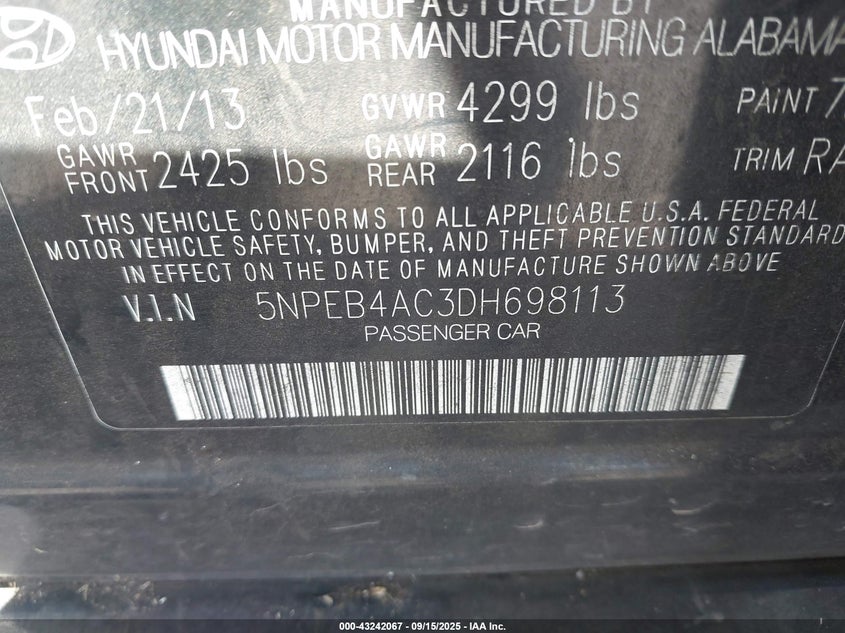 MANUFACTURED BY
HYUNDAI MOTOR MANUFACTURING ALABAMA
Feb/21/13 GVWR 4299 lbs PAINT 7
GAWR FRONT 2425 lbs GAWR REAR 2116 lbs TRIM RA
THIS VEHICLE CONFORMS TO ALL APPLICABLE U.S.A. FEDERAL
MOTOR VEHICLE SAFETY, BUMPER, AND THEFT PREVENTION STANDARD
IN EFFECT ON THE DATE OF MANUFACTURE SHOWN ABOVE
V.I.N 5NPEB4AC3DH698113
PASSENGER CAR
000-43242067 - 09/15/2025 - IAA Inc.